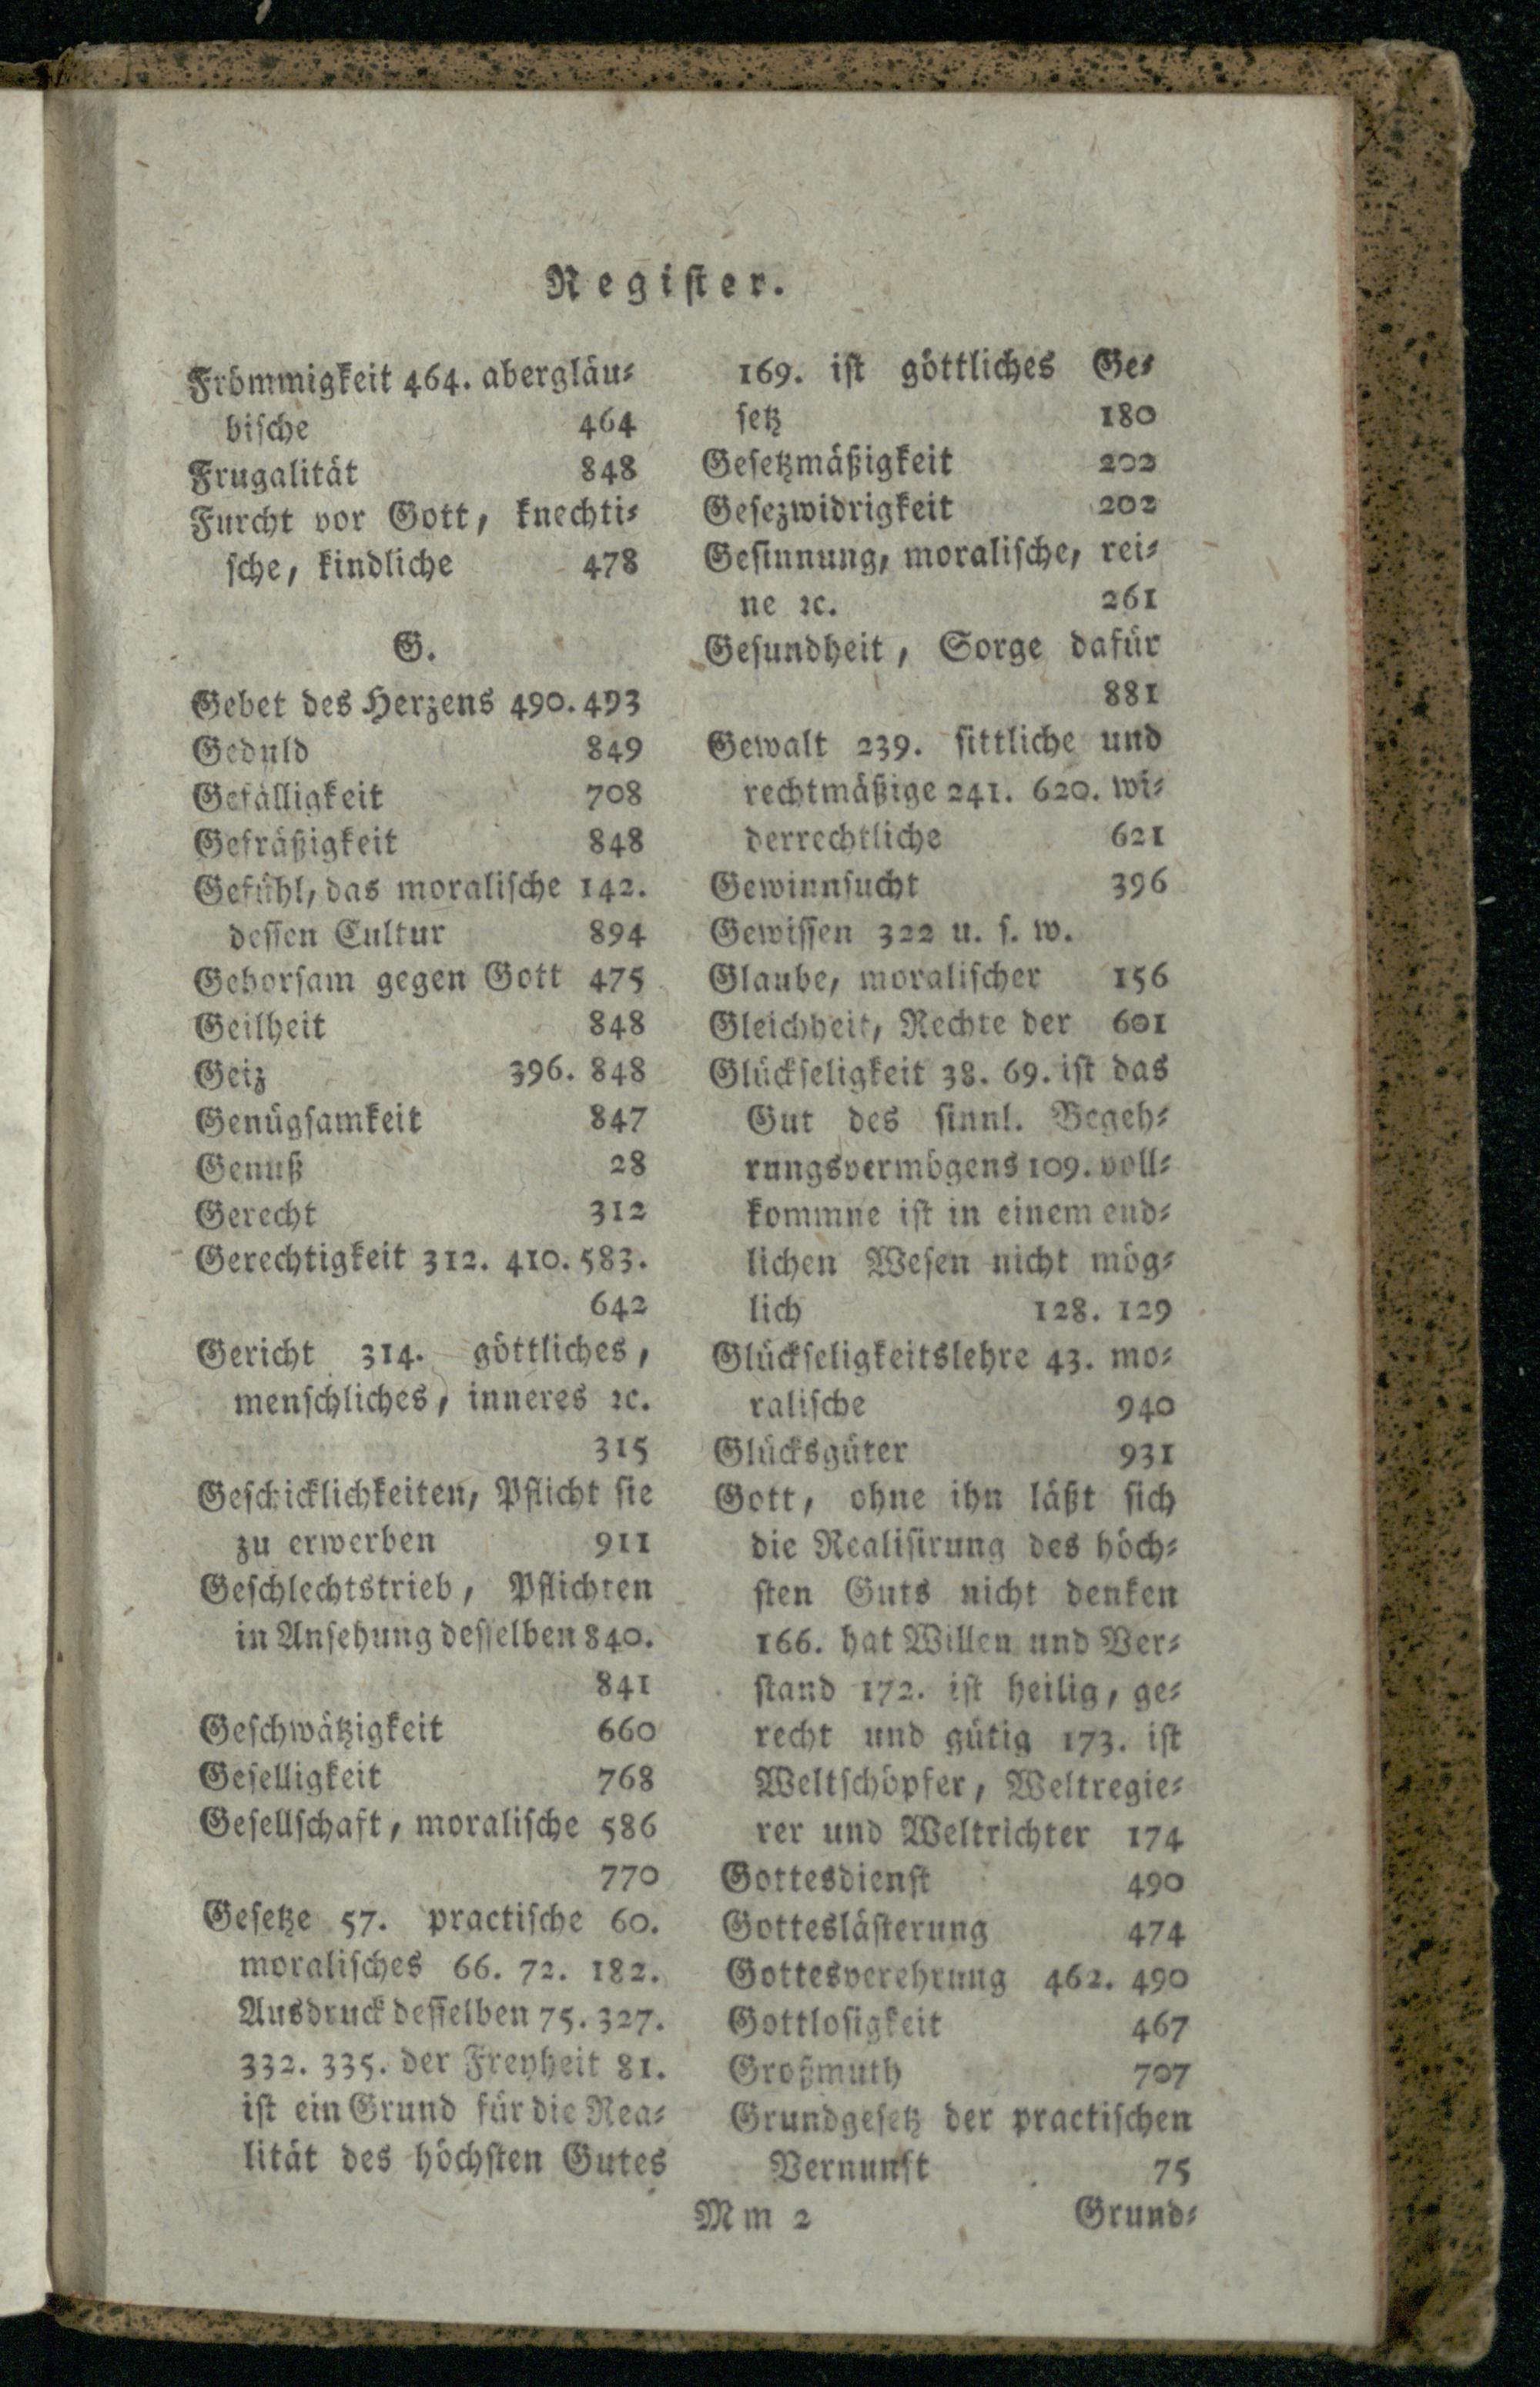 Register.
Frömmigkeit 464. abergläu⸗
bische 464
Frugalität 848
Furcht vor Gott, knechti⸗
sche, kindliche 478
G.
Gebet des Herzens 490. 493
Geduld 849
Gefälligkeit 708
Gefräßigkeit 848
Gefühl, das moralische 142.
dessen Cultur 894
Gehorsam gegen Gott 475
Geilheit 848
Geiz 396. 848
Genügsamkeit 847
Genuß 28
Gerecht 312
Gerechtigkeit 312. 410. 583.
642
Gericht 314. göttliches,
menschliches, inneres ꝛc.
315
Geschicklichkeiten, Pflicht sie
zu erwerben 911
Geschlechtstrieb, Pflichten
in Ansehung desselben 840.
841
Geschwätzigkeit 660
Geselligkeit 768
Gesellschaft, moralische 586
770
Gesetze 57. practische 60.
moralisches 66. 72. 182.
Ausdruck desselben 75. 327.
332. 335. der Freyheit 81.
ist ein Grund für die Rea⸗
lität des höchsten Gutes
169. ist göttliches Ge⸗
setz 180
Gesetzmäßigkeit 202
Gesezwidrigkeit 202
Gesinnung, moralische, rei⸗
ne ꝛc. 261
Gesundheit, Sorge dafür
881
Gewalt 239. sittliche und
rechtmäßige 241. 620. wi⸗
derrechtliche 621
Gewinnsucht 396
Gewissen 322 u. s. w.
Glaube, moralischer 156
Gleichheit, Rechte der 601
Glückseligkeit 38. 69. ist das
Gut des sinnl. Begeh⸗
rungsvermögens 109. voll⸗
kommne ist in einem end⸗
lichen Wesen nicht mög⸗
lich 128. 129
Glückseligkeitslehre 43. mo⸗
ralische 940
Glücksgüter 931
Gott, ohne ihn läßt sich
die Realisirung des höch⸗
sten Guts nicht denken
166. hat Willen und Ver⸗
stand 172. ist heilig, ge⸗
recht und gütig 173. ist
Weltschöpfer, Weltregie⸗
rer und Weltrichter 174
Gottesdienst 490
Gotteslästerung 474
Gottesverehrung 462. 490
Gottlosigkeit 467
Großmuth 707
Grundgesetz der practischen
Vernunft 75
Mm 2 Grund⸗